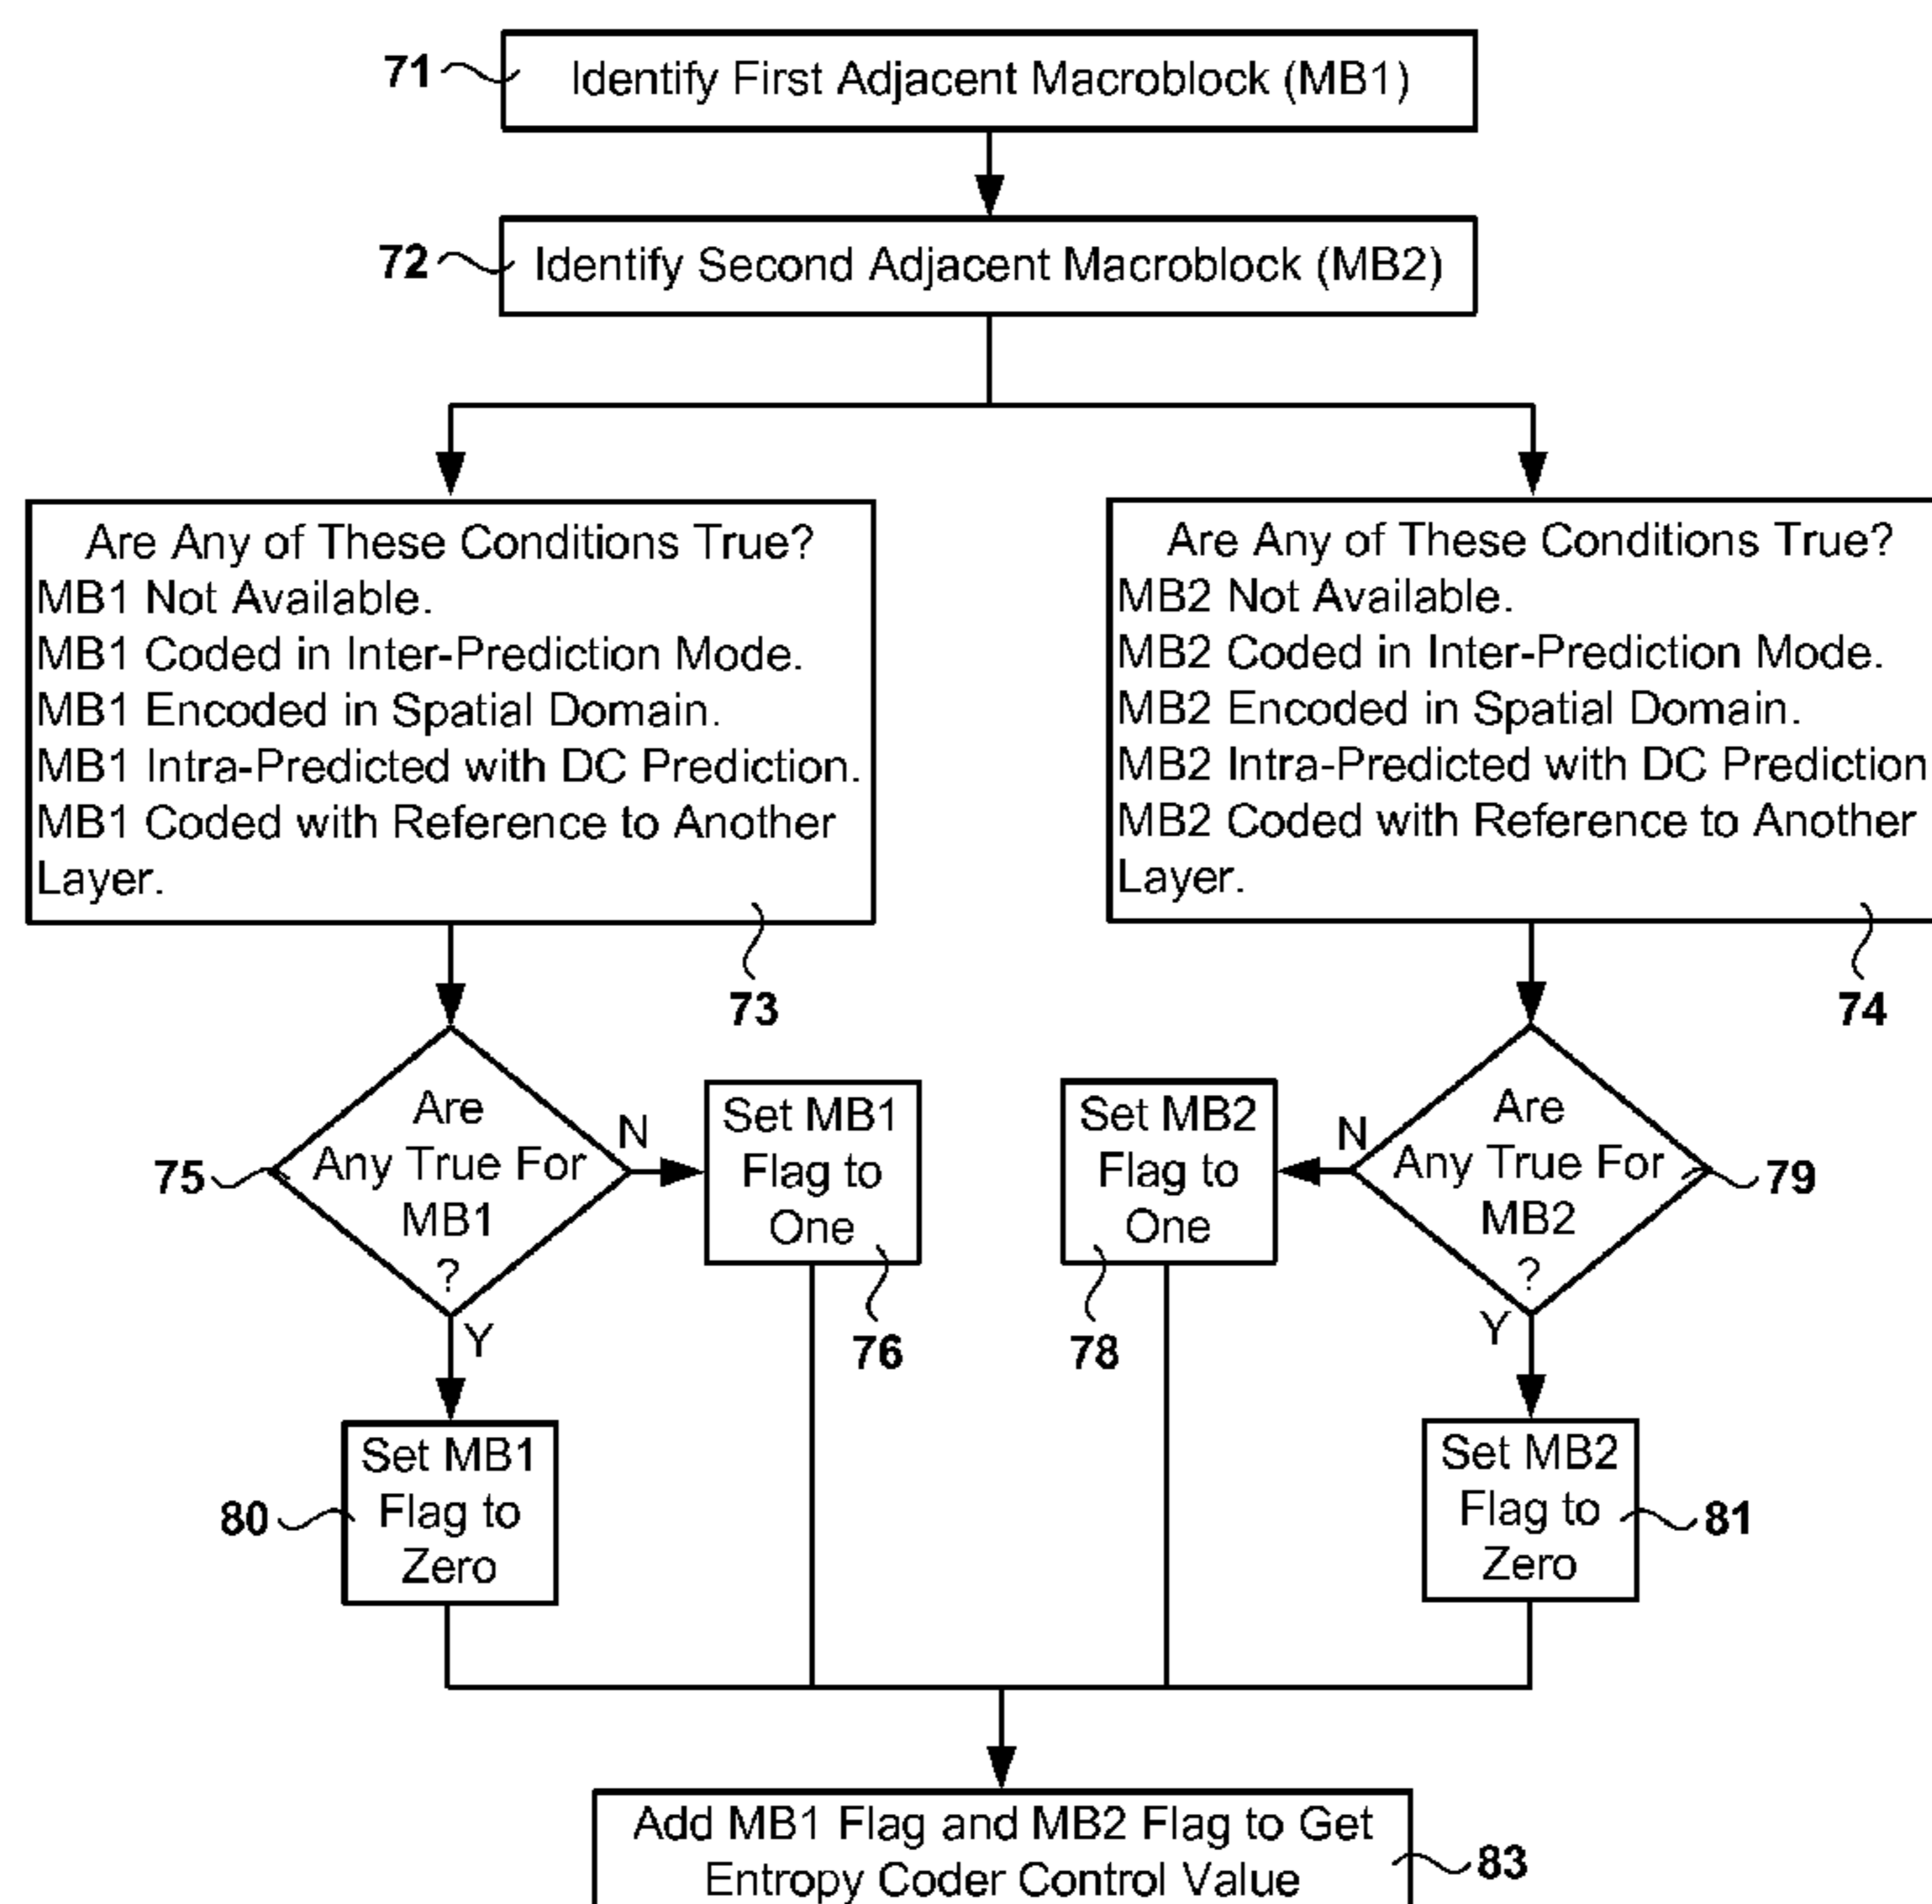 71
Identify First Adjacent Macroblock (MB1)
72
Identify Second Adjacent Macroblock (MB2)
Are Any of These Conditions True?
MB1 Not Available.
MB1 Coded in Inter-Prediction Mode.
MB1 Encoded in Spatial Domain.
MB1 Intra-Predicted with DC Prediction.
MB1 Coded with Reference to Another
Layer.
73
Are Any of These Conditions True?
MB2 Not Available.
MB2 Coded in Inter-Prediction Mode.
MB2 Encoded in Spatial Domain.
MB2 Intra-Predicted with DC Prediction
MB2 Coded with Reference to Another
Layer.
74
75
Are
Any True For
MB1
?
N
Y
Set MB1
Flag to
One
76
Set MB2
Flag to
One
78
Are
Any True For
MB2
?
N
Y
79
80
Set MB1
Flag to
Zero
Set MB2
Flag to
Zero
81
Add MB1 Flag and MB2 Flag to Get
Entropy Coder Control Value
83